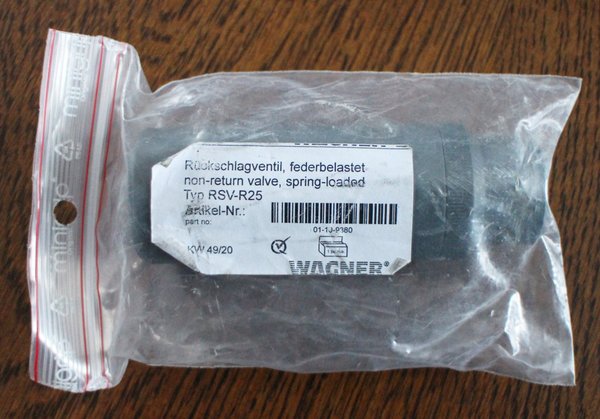 Rückschlagventil, federbelastet
non-return valve, spring-loaded
Typ RSV-R25
Artikel-Nr.:
part no:
01-10-9380
KW 49/20
WAGNER®